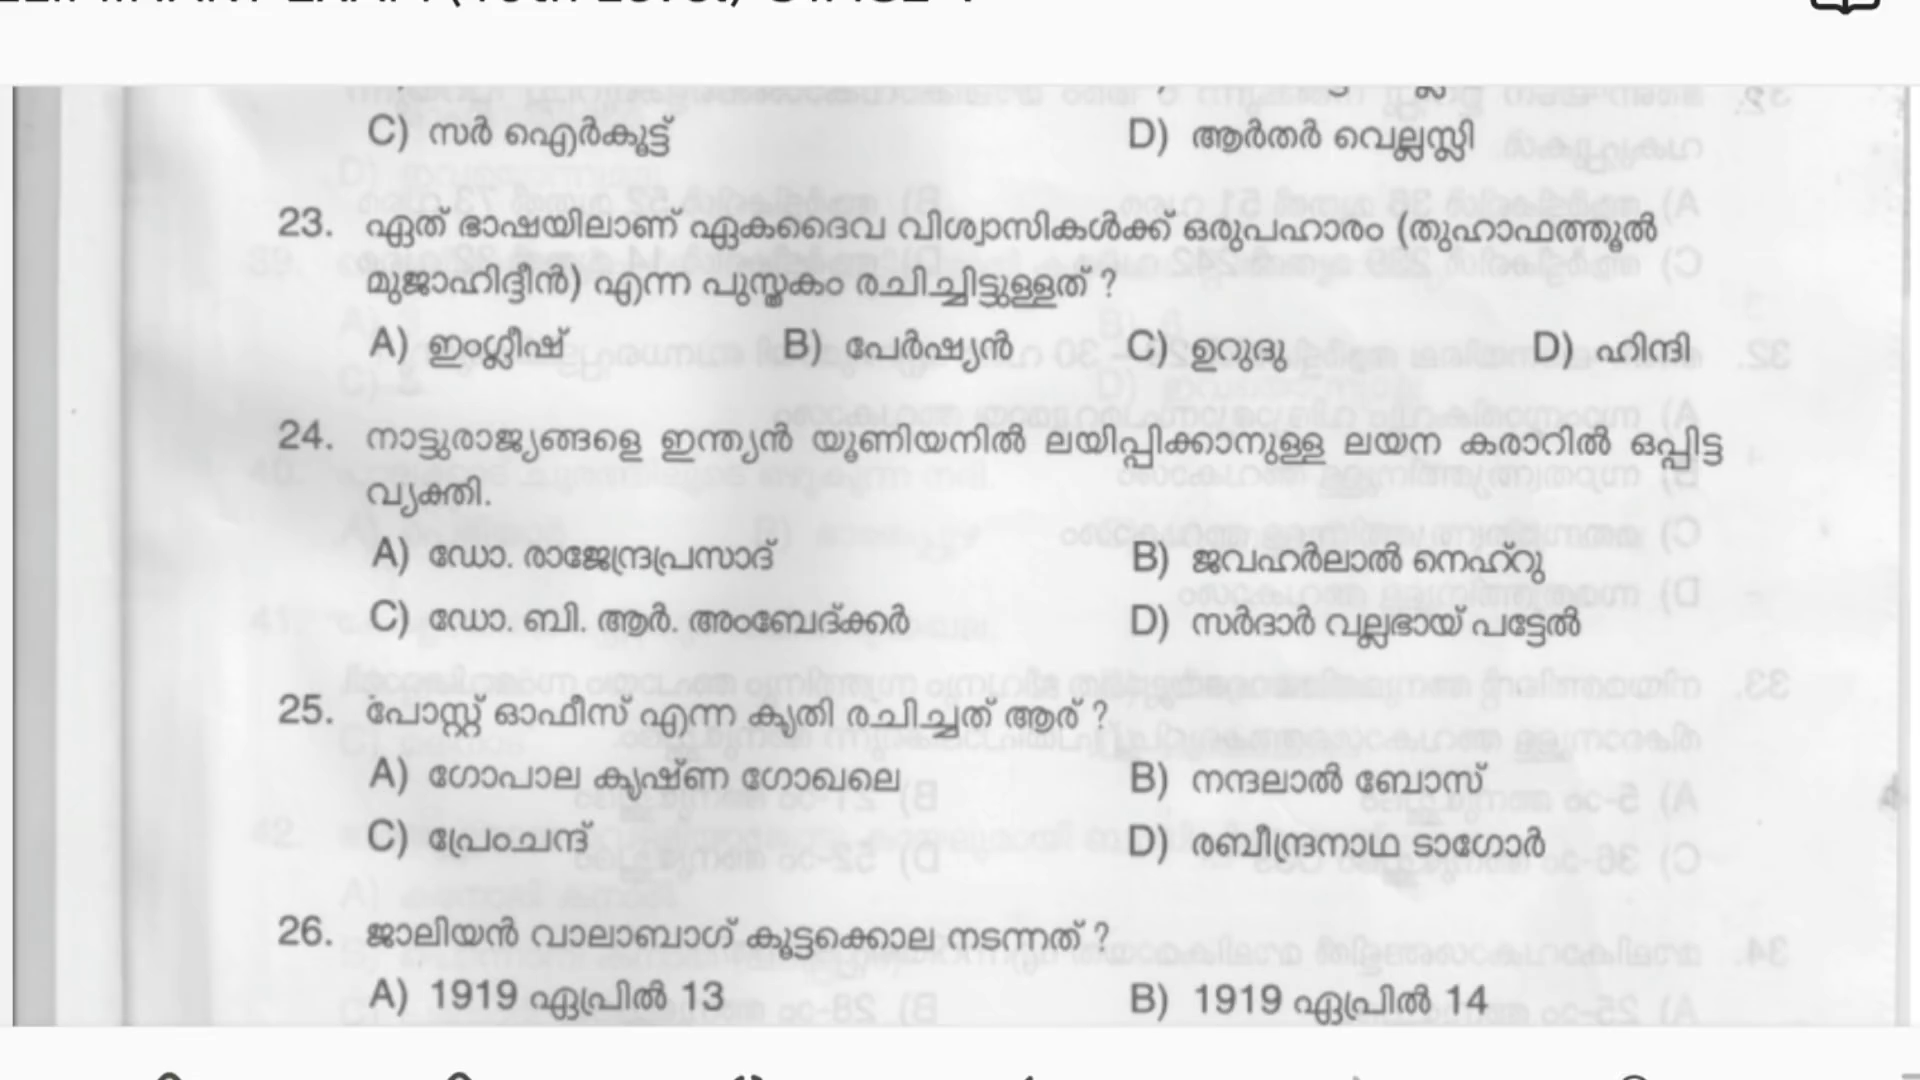 C) സർ ഐർകൂട്ട് D) ആർതർ വെല്ലസ്ലി
23. ഏത് ഭാഷയിലാണ് ഏകദൈവ വിശ്വാസികൾക്ക് ഒരുപഹാരം (തുഹാഫത്തൂൽ
മുജാഹിദ്ദീൻ) എന്ന പുസ്തകം രചിച്ചിട്ടുള്ളത് ?
A) ഇംഗ്ലീഷ് B) പേർഷ്യൻ C) ഉറുദു D) ഹിന്ദി
24. നാട്ടുരാജ്യങ്ങളെ ഇന്ത്യൻ യൂണിയനിൽ ലയിപ്പിക്കാനുള്ള ലയന കരാറിൽ ഒപ്പിട്ട
വ്യക്തി.
A) ഡോ. രാജേന്ദ്രപ്രസാദ് B) ജവഹർലാൽ നെഹ്റു
C) ഡോ. ബി. ആർ. അംബേദ്ക്കർ D) സർദാർ വല്ലഭായ് പട്ടേൽ
25. പോസ്റ്റ് ഓഫീസ് എന്ന കൃതി രചിച്ചത് ആര് ?
A) ഗോപാല കൃഷ്ണ ഗോഖലെ B) നന്ദലാൽ ബോസ്
C) പ്രേംചന്ദ് D) രബീന്ദ്രനാഥ ടാഗോർ
26. ജാലിയൻ വാലാബാഗ് കൂട്ടക്കൊല നടന്നത് ?
A) 1919 ഏപ്രിൽ 13 B) 1919 ഏപ്രിൽ 14